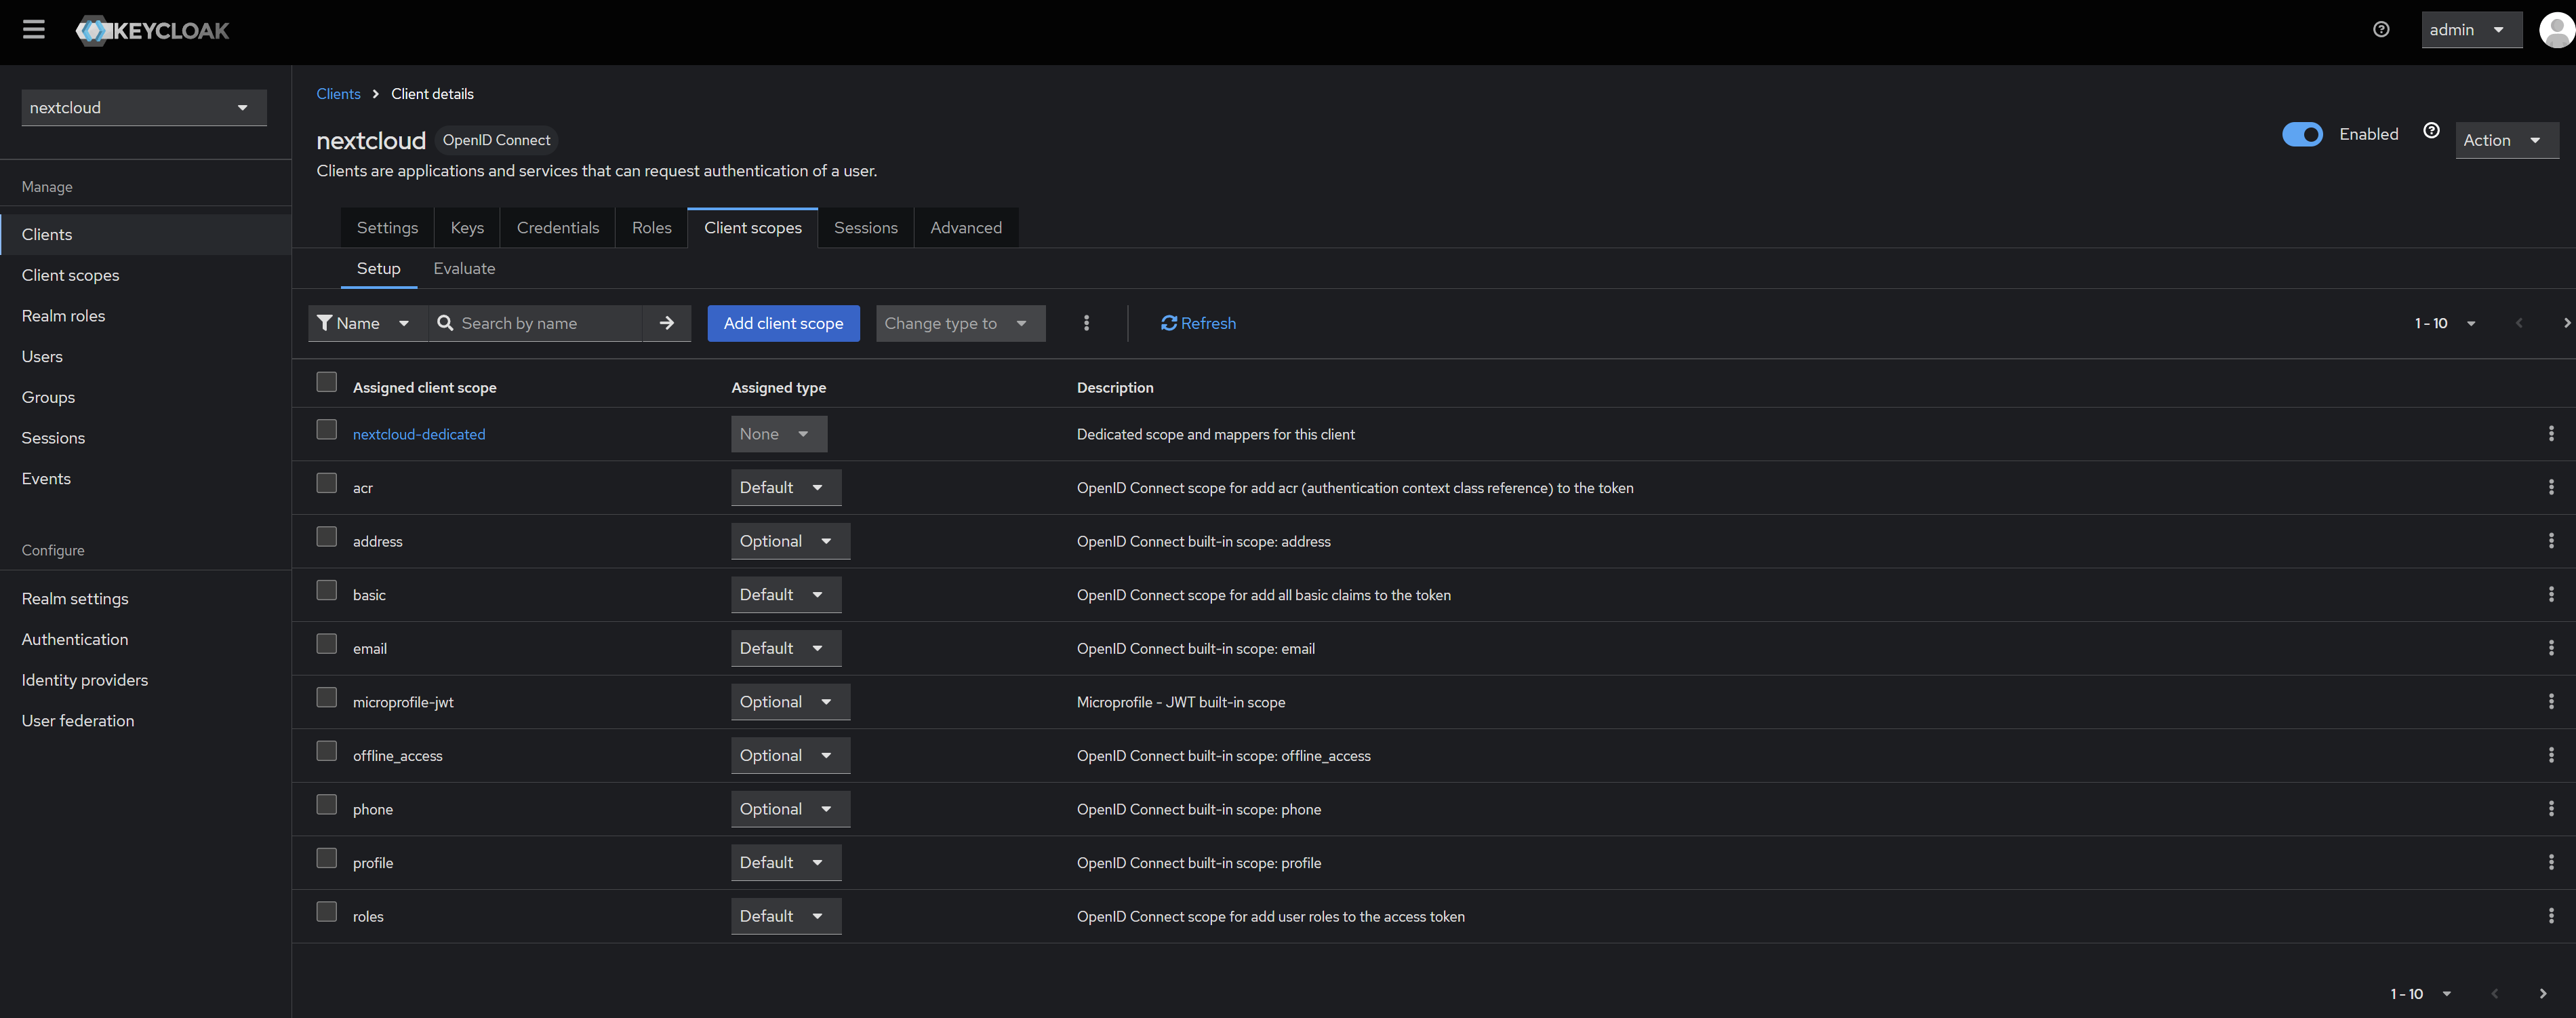 KEYCLOAK
admin
nextcloud
Manage
Clients
Client scopes
Realm roles
Users
Groups
Sessions
Events
Configure
Realm settings
Authentication
Identity providers
User federation
Clients > Client details
nextcloud OpenID Connect
Enabled
Action
Clients are applications and services that can request authentication of a user.
Settings Keys Credentials Roles Client scopes Sessions Advanced
Setup Evaluate
Name Search by name Add client scope Change type to Refresh 1 - 10
Assigned client scope Assigned type Description
nextcloud-dedicated None Dedicated scope and mappers for this client
acr Default OpenID Connect scope for add acr (authentication context class reference) to the token
address Optional OpenID Connect built-in scope: address
basic Default OpenID Connect scope for add all basic claims to the token
email Default OpenID Connect built-in scope: email
microprofile-jwt Optional Microprofile - JWT built-in scope
offline_access Optional OpenID Connect built-in scope: offline_access
phone Optional OpenID Connect built-in scope: phone
profile Default OpenID Connect built-in scope: profile
roles Default OpenID Connect scope for add user roles to the access token
1 - 10